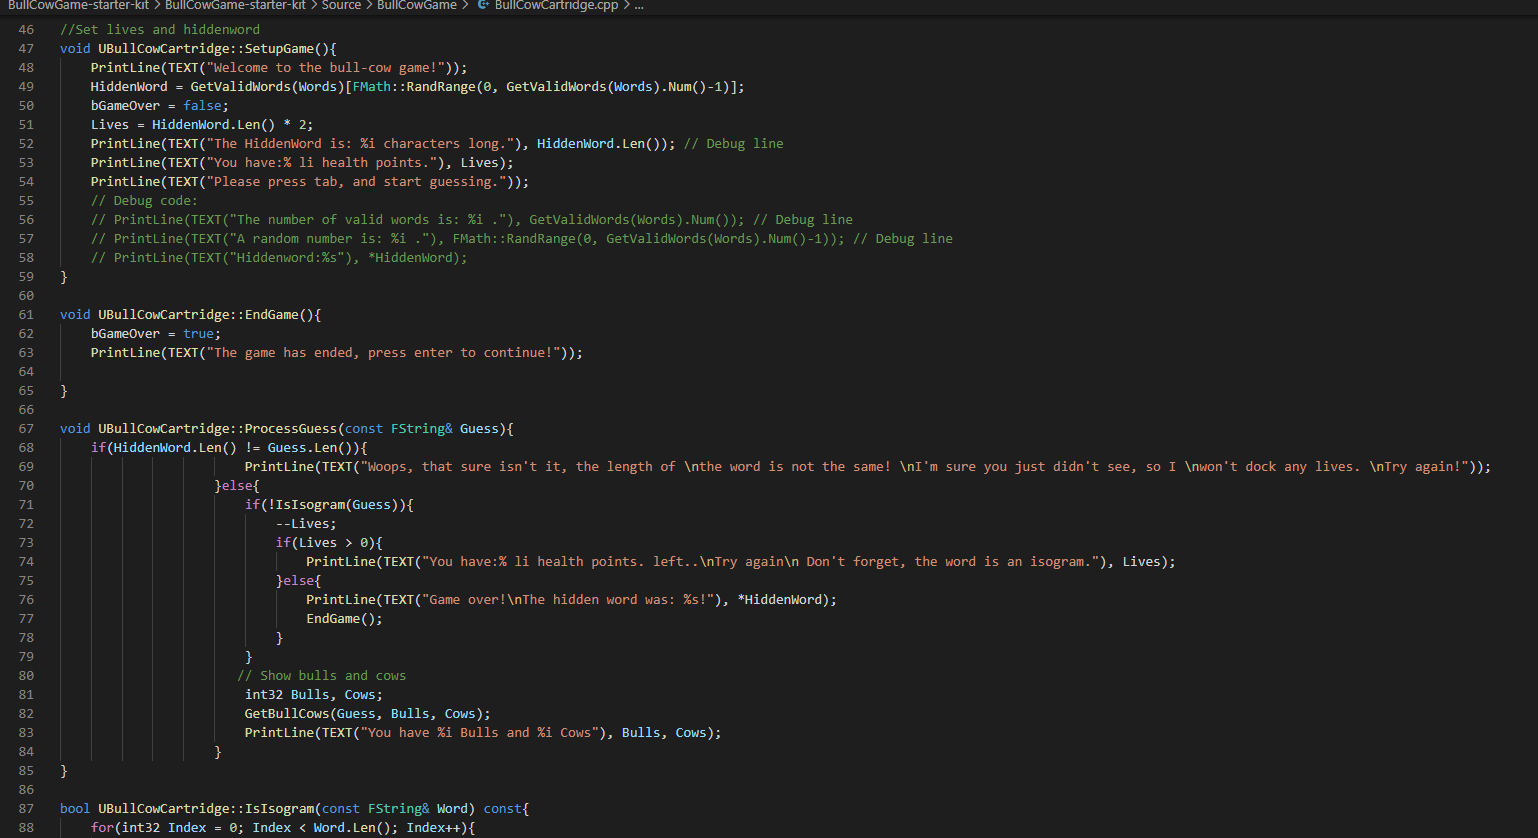 BullCowGame-starter-kit > BullCowGame-starter-kit > Source > BullCowGame > BullCowCartridge.cpp > ...
46 //Set lives and hiddenword
47 void UBullCowCartridge::SetupGame(){
48 PrintLine(TEXT("Welcome to the bull-cow game!"));
49 HiddenWord = GetValidWords(Words)[FMath::RandRange(0, GetValidWords(Words).Num()-1)];
50 bGameOver = false;
51 Lives = HiddenWord.Len() * 2;
52 PrintLine(TEXT("The HiddenWord is: %i characters long."), HiddenWord.Len()); // Debug line
53 PrintLine(TEXT("You have:% li health points."), Lives);
54 PrintLine(TEXT("Please press tab, and start guessing."));
55 // Debug code:
56 // PrintLine(TEXT("The number of valid words is: %i ."), GetValidWords(Words).Num()); // Debug line
57 // PrintLine(TEXT("A random number is: %i ."), FMath::RandRange(0, GetValidWords(Words).Num()-1)); // Debug line
58 // PrintLine(TEXT("Hiddenword:%s"), *HiddenWord);
59 }
60
61 void UBullCowCartridge::EndGame(){
62 bGameOver = true;
63 PrintLine(TEXT("The game has ended, press enter to continue!"));
64
65 }
66
67 void UBullCowCartridge::ProcessGuess(const FString& Guess){
68 if(HiddenWord.Len() != Guess.Len()){
69 PrintLine(TEXT("Woops, that sure isn't it, the length of \nthe word is not the same! \nI'm sure you just didn't see, so I \nwon't dock any lives. \nTry again!"));
70 }else{
71 if(!IsIsogram(Guess)){
72 --Lives;
73 if(Lives > 0){
74 PrintLine(TEXT("You have:% li health points. left..\nTry again\n Don't forget, the word is an isogram."), Lives);
75 }else{
76 PrintLine(TEXT("Game over!\nThe hidden word was: %s!"), *HiddenWord);
77 EndGame();
78 }
79 }
80 // Show bulls and cows
81 int32 Bulls, Cows;
82 GetBullCows(Guess, Bulls, Cows);
83 PrintLine(TEXT("You have %i Bulls and %i Cows"), Bulls, Cows);
84 }
85 }
86
87 bool UBullCowCartridge::IsIsogram(const FString& Word) const{
88 for(int32 Index = 0; Index < Word.Len(); Index++){